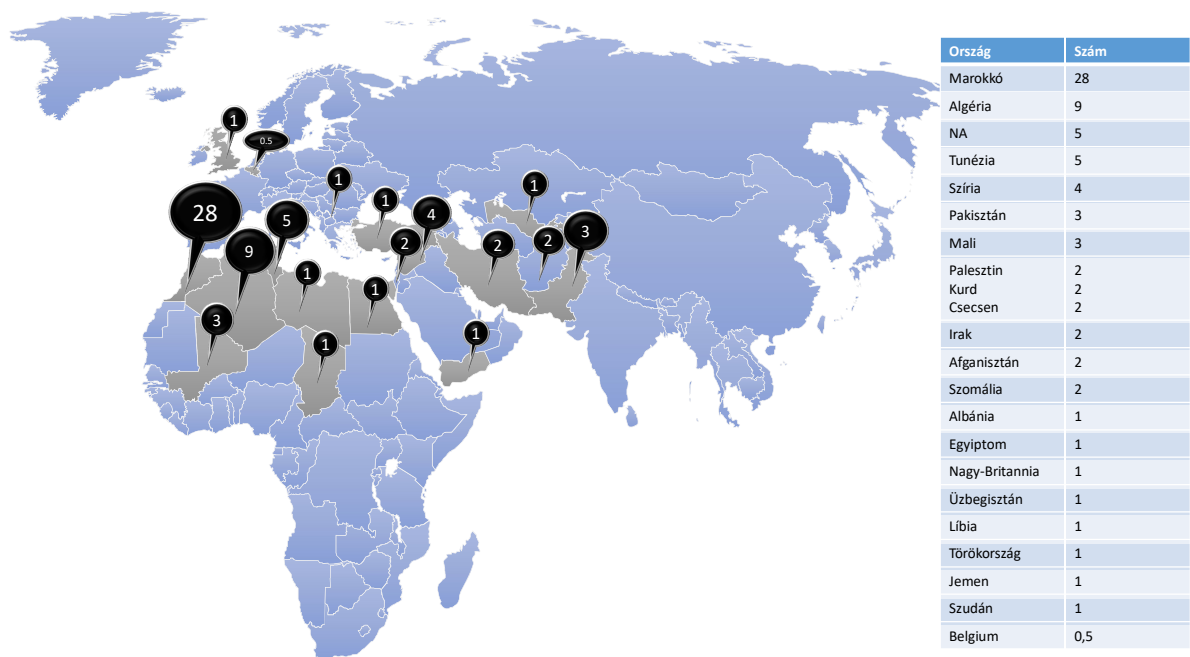 1
0.5
1
1
1
28
5
4
3
9
2
2
2
1
1
3
1
1
Ország Szám
Marokkó 28
Algéria 9
NA 5
Tunézia 5
Szíria 4
Pakisztán 3
Mali 3
Palesztin 2
Kurd 2
Csecsen 2
Irak 2
Afganisztán 2
Szomália 2
Albánia 1
Egyiptom 1
Nagy-Britannia 1
Üzbegisztán 1
Líbia 1
Törökország 1
Jemen 1
Szudán 1
Belgium 0,5